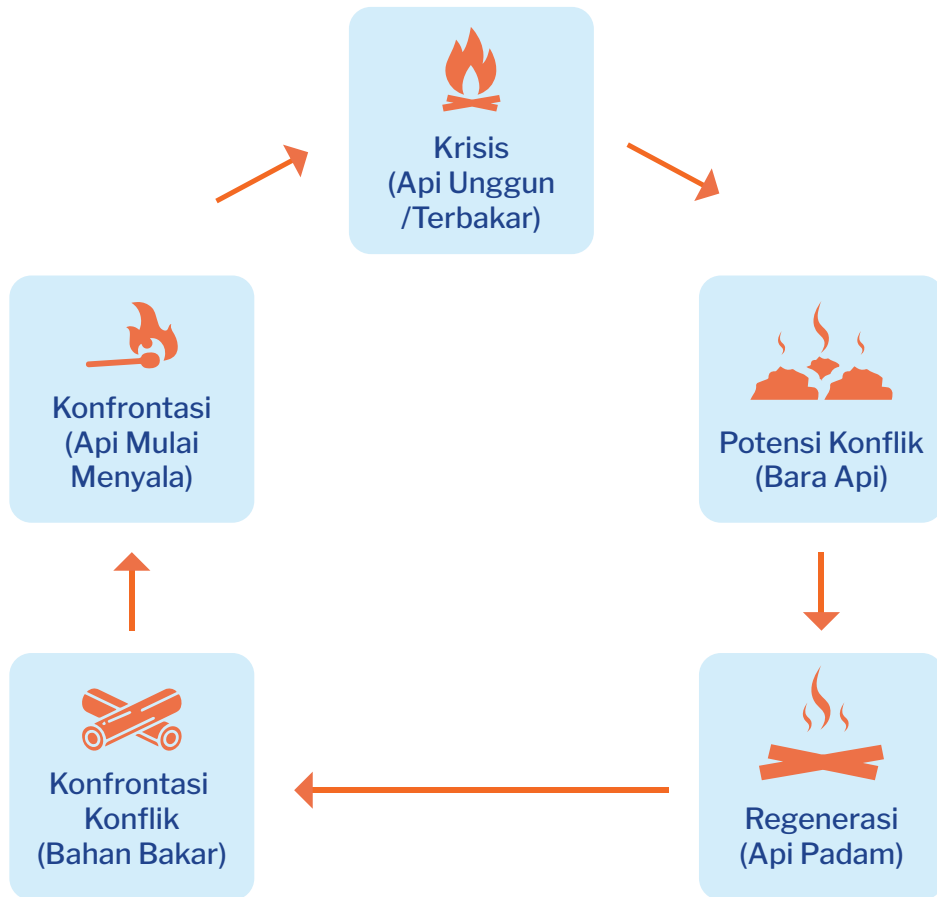 Krisis
(Api Unggun
/Terbakar)
Konfrontasi
(Api Mulai
Menyala)
Potensi Konflik
(Bara Api)
Konfrontasi
Konflik
(Bahan Bakar)
Regenerasi
(Api Padam)